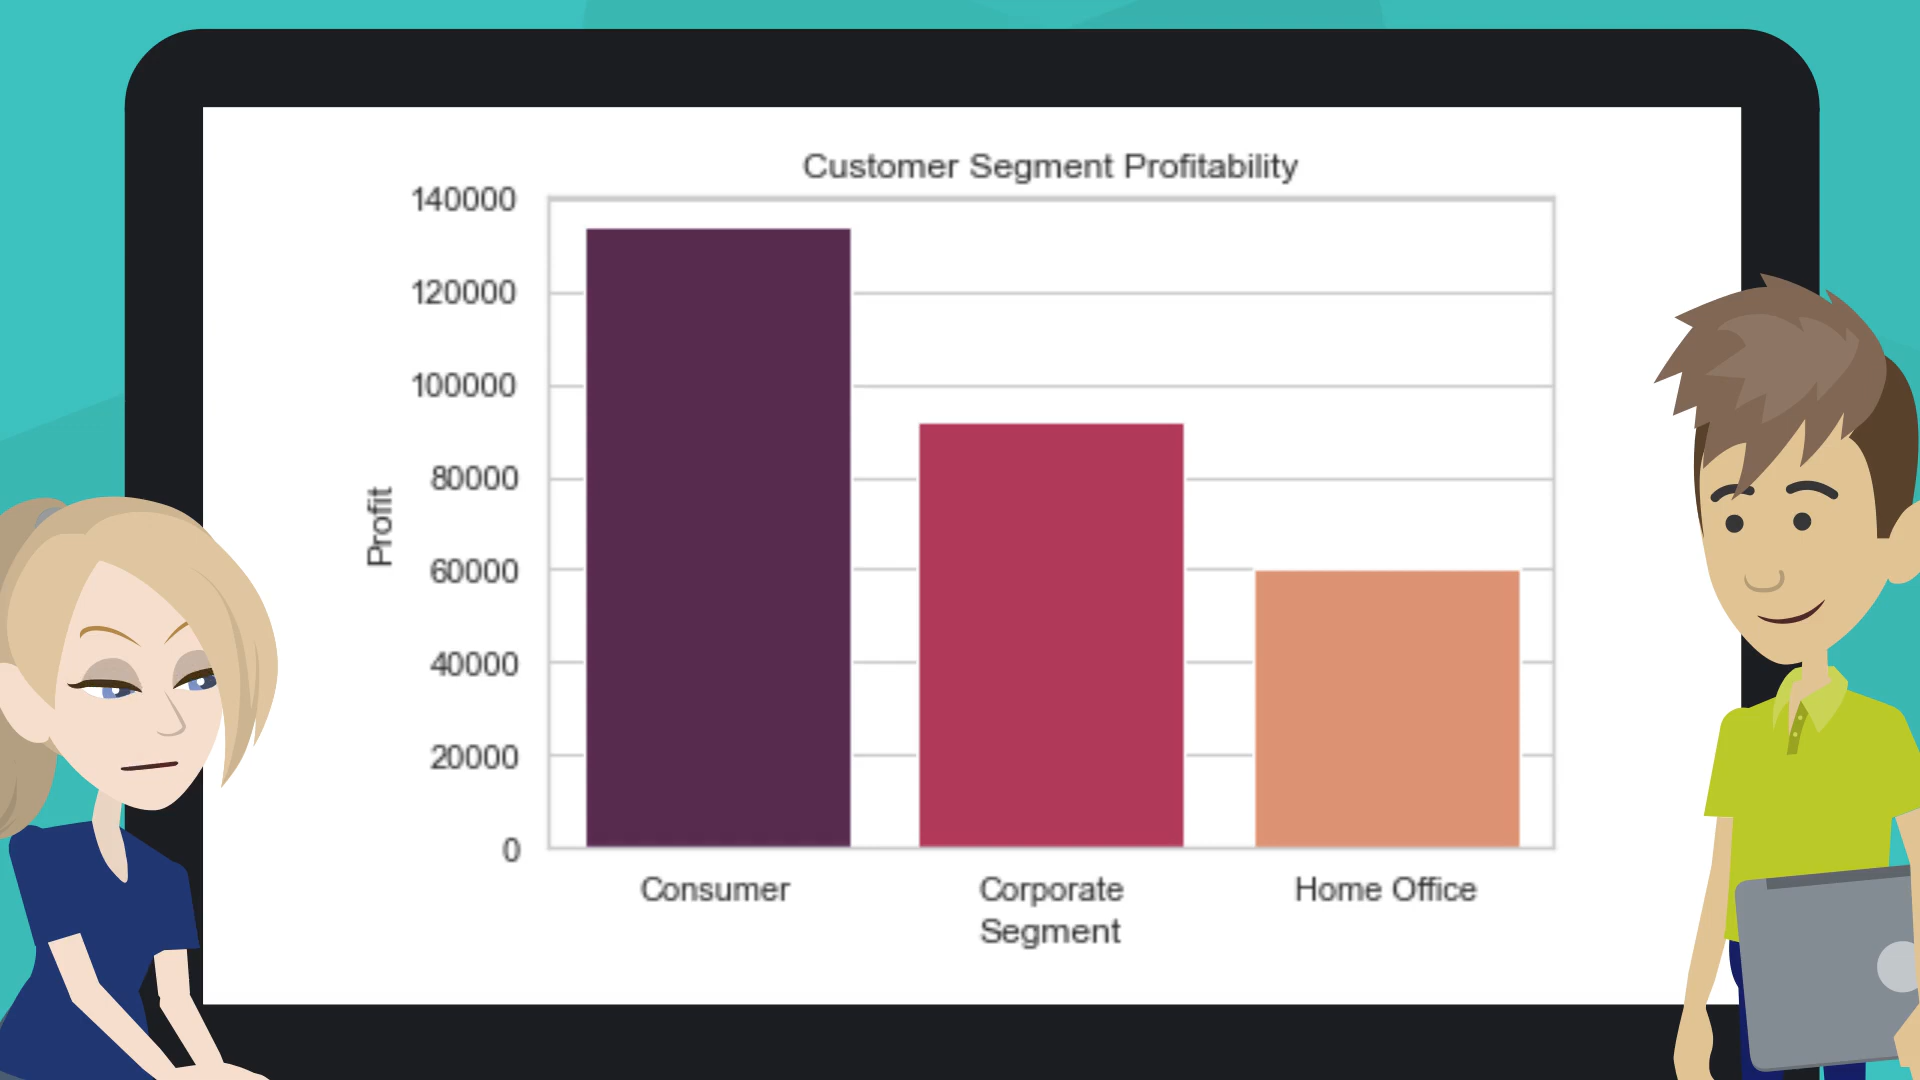 Customer Segment Profitability
140000
120000
100000
80000
60000
40000
20000
0
Profit
Consumer
Corporate
Home Office
Segment